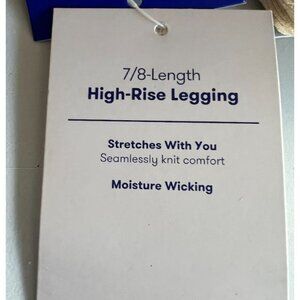 7/8-Length
High-Rise Legging
Stretches With You
Seamlessly knit comfort
Moisture Wicking